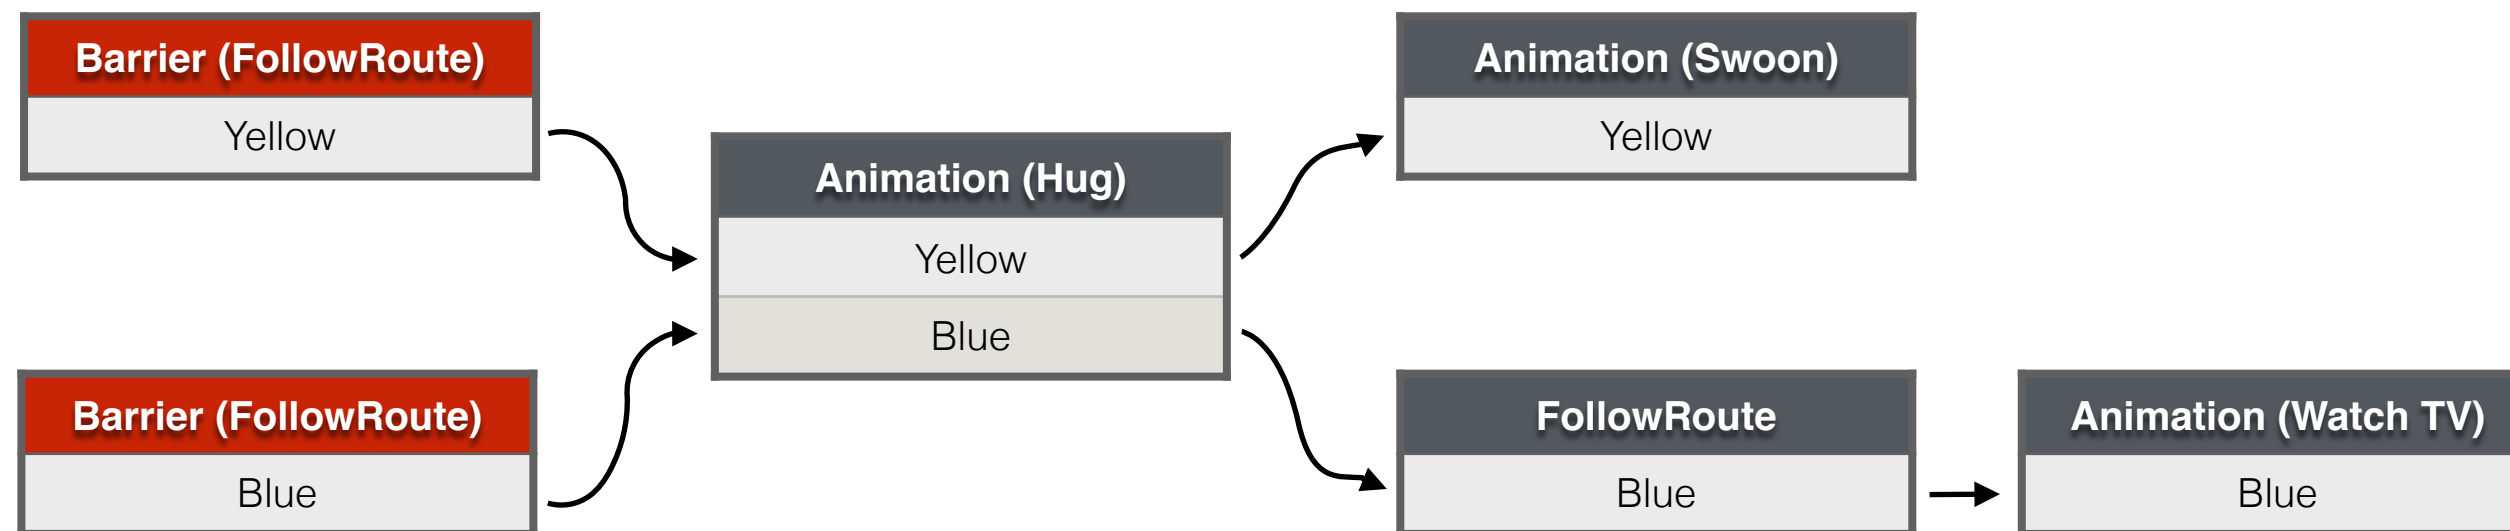 Barrier (FollowRoute)
Yellow
Animation (Hug)
Yellow
Blue
Barrier (FollowRoute)
Blue
Animation (Swoon)
Yellow
FollowRoute
Blue
Animation (Watch TV)
Blue